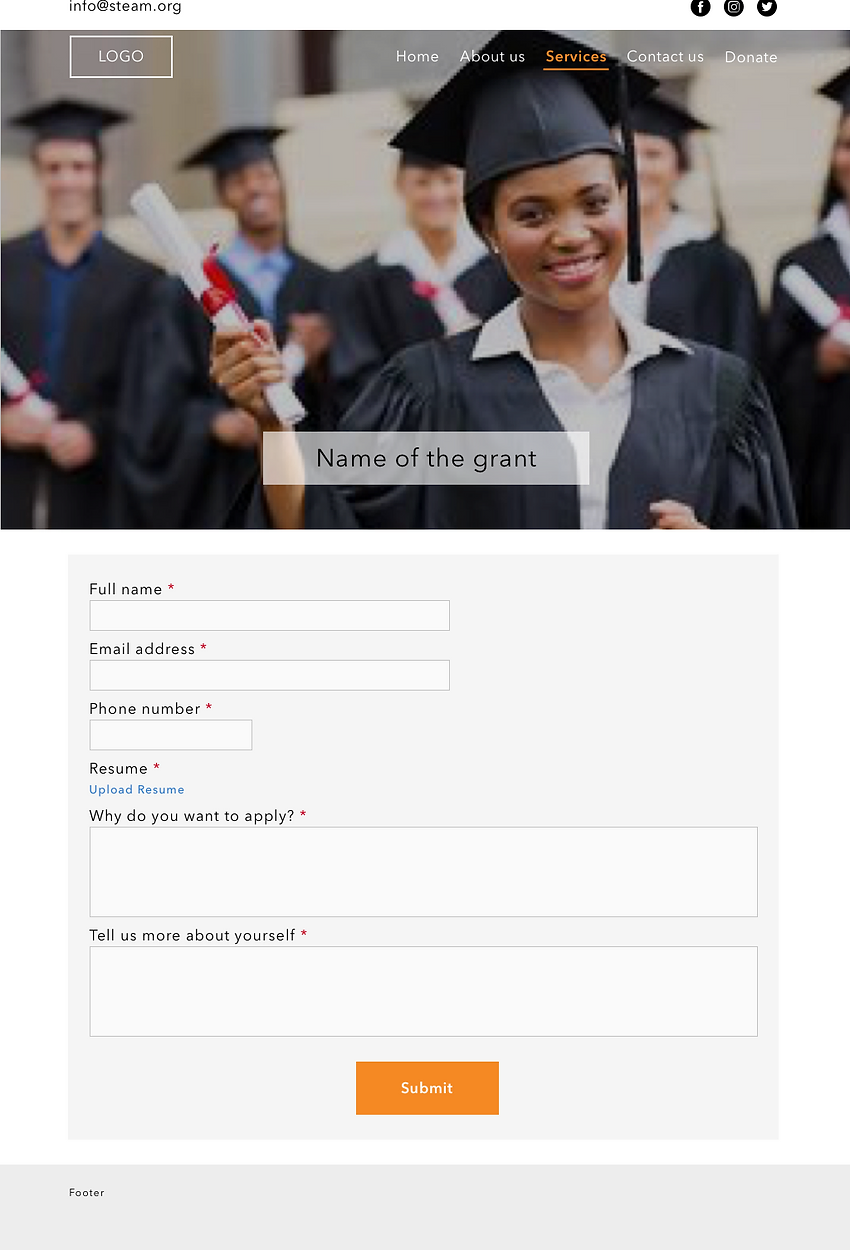 info@steam.org
LOGO
Home About us Services Contact us Donate
Name of the grant
Full name *
Email address *
Phone number *
Resume *
Upload Resume
Why do you want to apply? *
Tell us more about yourself *
Submit
Footer